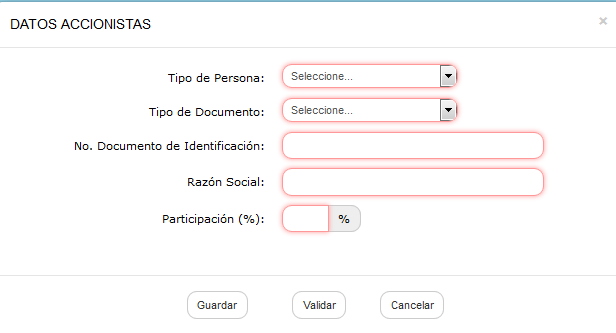 DATOS ACCIONISTAS ×
Tipo de Persona: Seleccione...
Tipo de Documento: Seleccione...
No. Documento de Identificación:
Razón Social:
Participación (%): %
Guardar Validar Cancelar